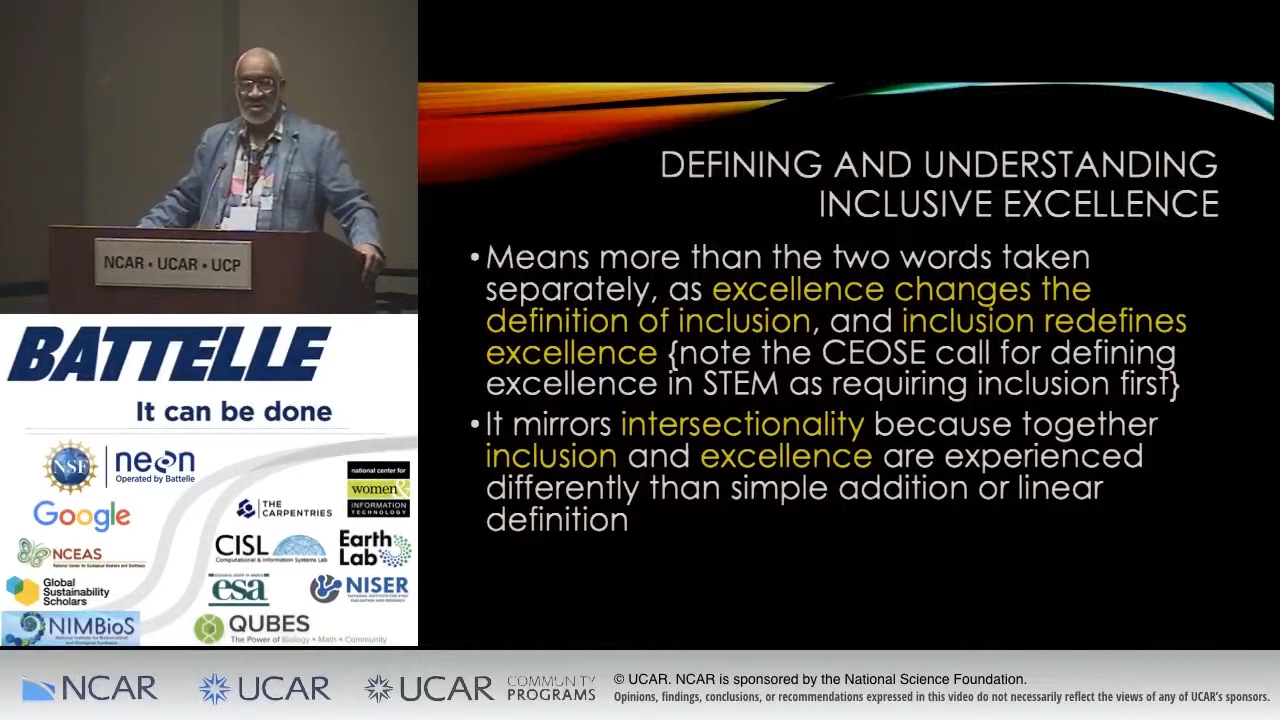 NCAR • UCAR • UCP
DEFINING AND UNDERSTANDING
INCLUSIVE EXCELLENCE
•Means more than the two words taken
separately, as excellence changes the
definition of inclusion, and inclusion redefines
excellence {note the CEOSE call for defining
excellence in STEM as requiring inclusion first}
•It mirrors intersectionality because together
inclusion and excellence are experienced
differently than simple addition or linear
definition
BATTELLE
It can be done
NSF
neon
Operated by Battelle
national center for
women&
INFORMATION
TECHNOLOGY
Google
THE
CARPENTRIES
NCEAS
CISL
Computational & Information Systems Lab
Earth
Lab
Global
Sustainability
Scholars
esa
NISER
NIMBioS
QUBES
The Power of Biology • Math • Community
NCAR
UCAR
UCAR
COMMUNITY
PROGRAMS
© UCAR. NCAR is sponsored by the National Science Foundation.
Opinions, findings, conclusions, or recommendations expressed in this video do not necessarily reflect the views of any of UCAR's sponsors.